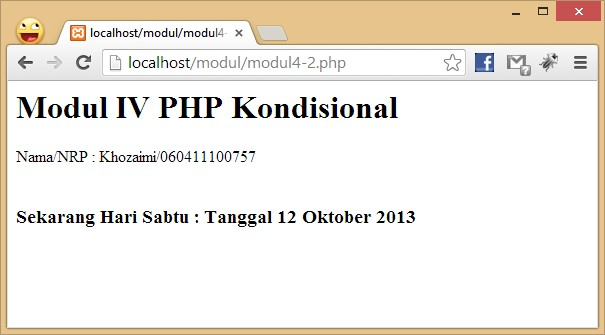 localhost/modul/modul4-
localhost/modul/modul4-2.php
Modul IV PHP Kondisional
Nama/NRP : Khozaimi/060411100757
Sekarang Hari Sabtu : Tanggal 12 Oktober 2013